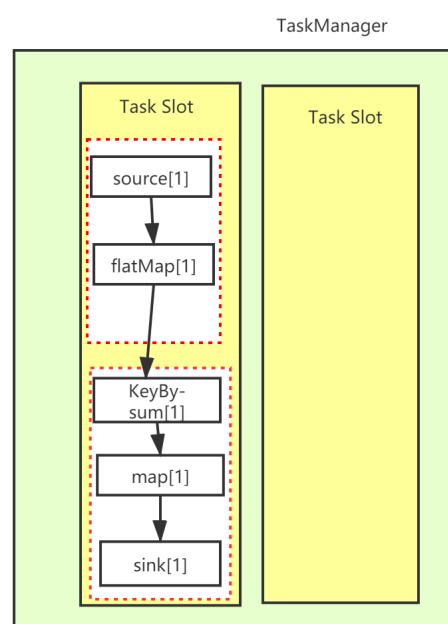 TaskManager
Task Slot
Task Slot
source[1]
flatMap[1]
KeyBy-
sum[1]
map[1]
sink[1]